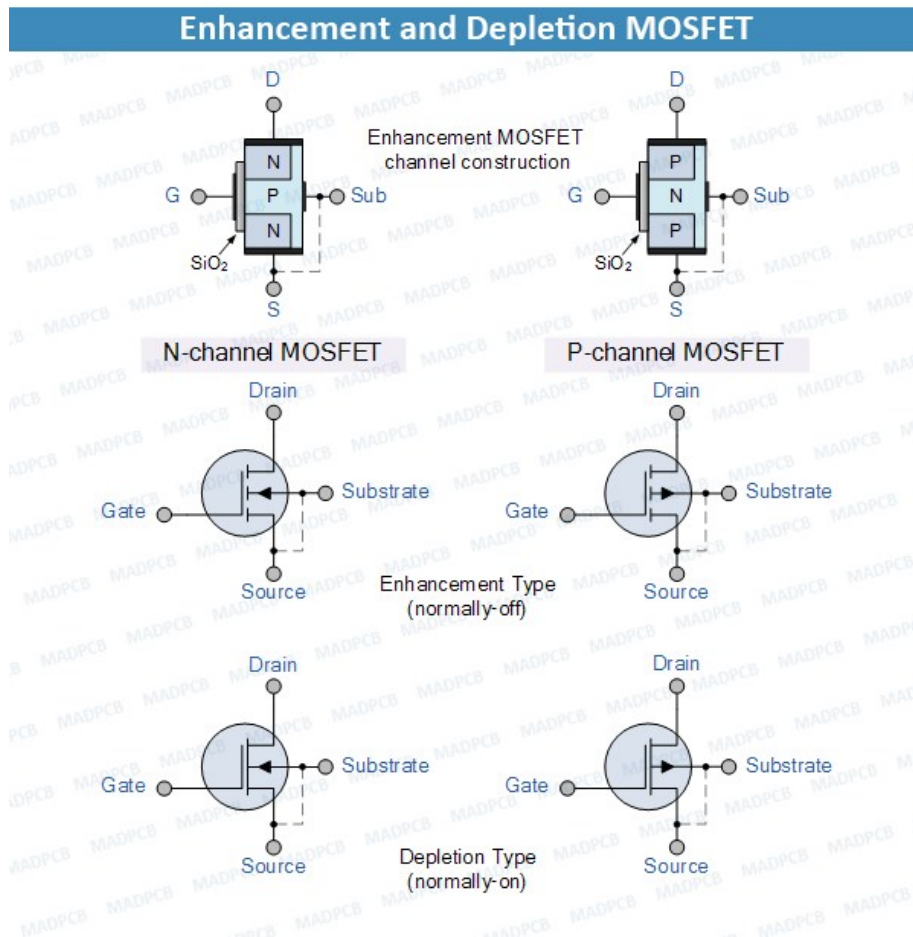 Enhancement and Depletion MOSFET
D
D
Enhancement MOSFET
channel construction
N
P
G
P
Sub
G
N
Sub
N
P
SiO₂
SiO₂
S
S
N-channel MOSFET
P-channel MOSFET
Drain
Drain
Substrate
Substrate
Gate
Gate
Source
Source
Enhancement Type
(normally-off)
Drain
Drain
Substrate
Substrate
Gate
Gate
Source
Source
Depletion Type
(normally-on)
MADPCB